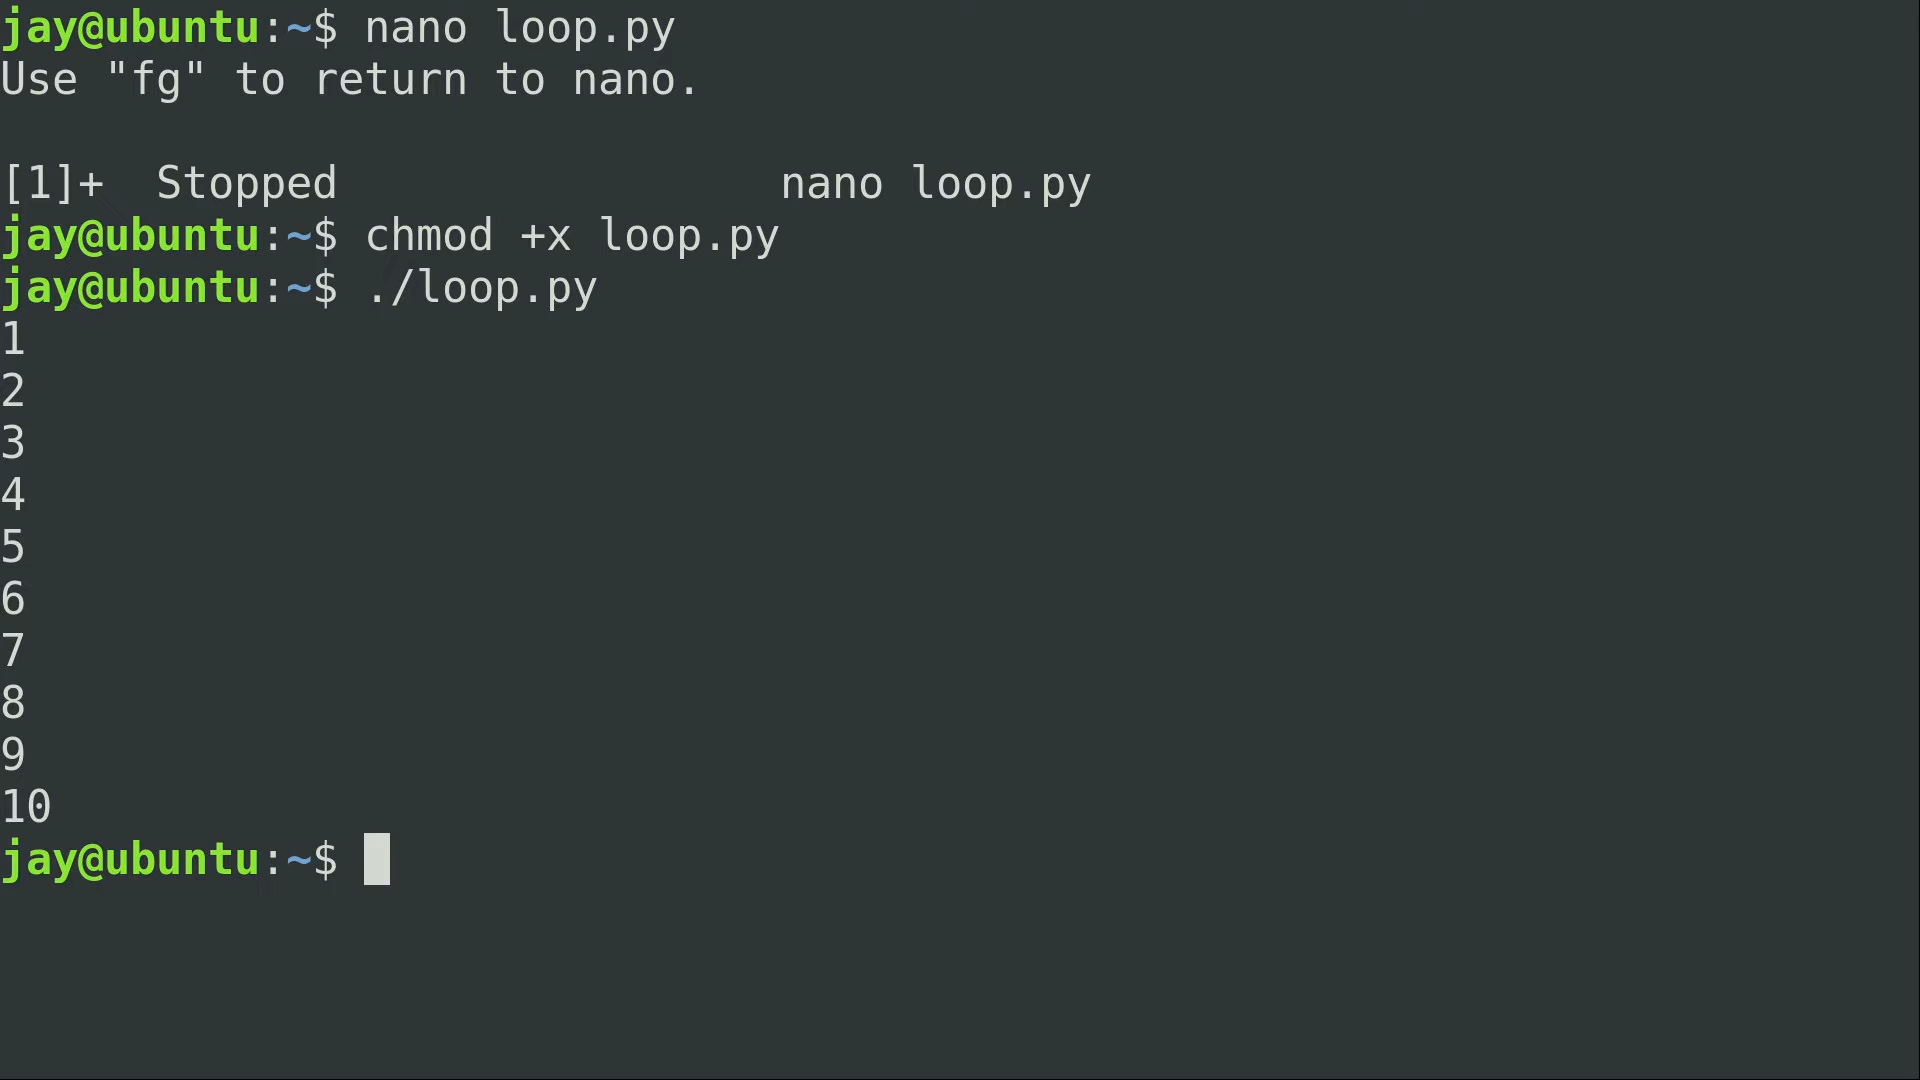 jay@ubuntu:~$ nano loop.py
Use "fg" to return to nano.
[1]+  Stopped                 nano loop.py
jay@ubuntu:~$ chmod +x loop.py
jay@ubuntu:~$ ./loop.py
1
2
3
4
5
6
7
8
9
10
jay@ubuntu:~$